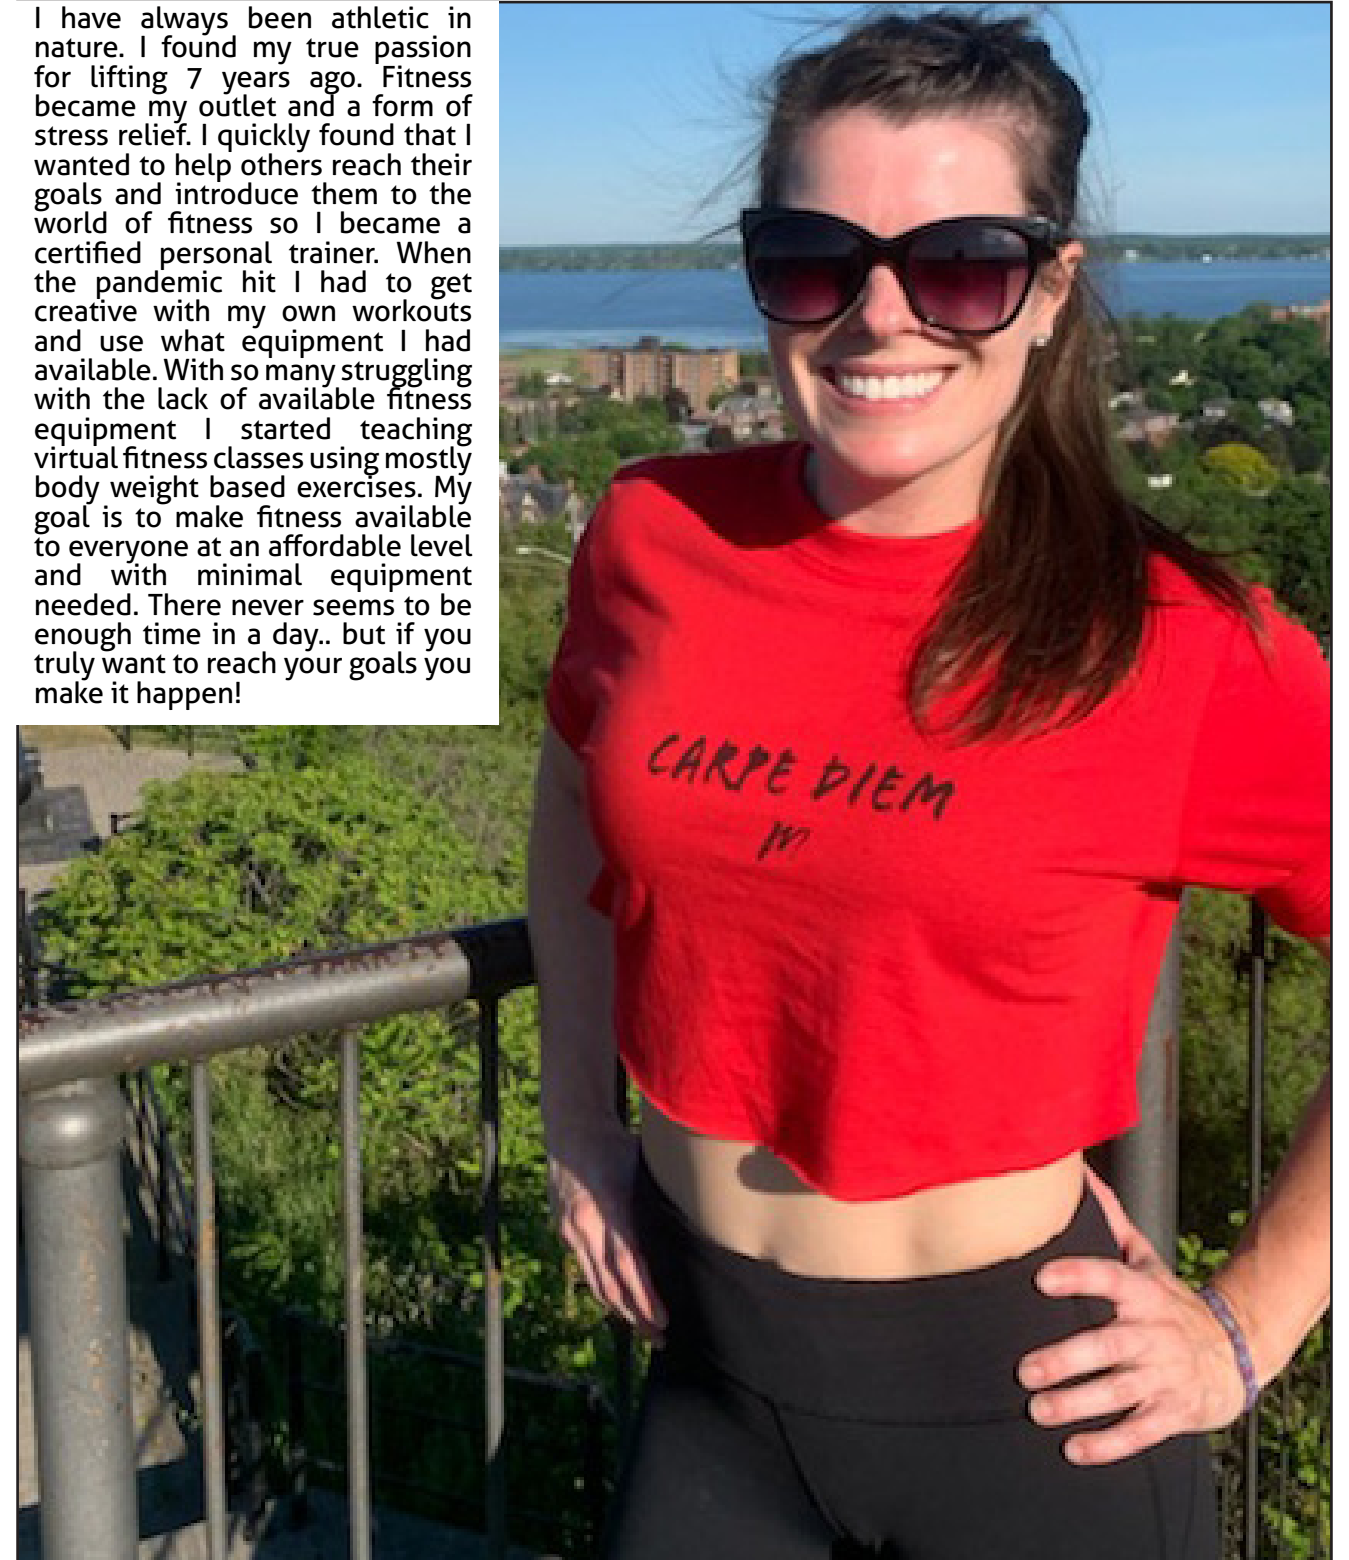 I have always been athletic in
nature. I found my true passion
for lifting 7 years ago. Fitness
became my outlet and a form of
stress relief. I quickly found that I
wanted to help others reach their
goals and introduce them to the
world of fitness so I became a
certified personal trainer. When
the pandemic hit I had to get
creative with my own workouts
and use what equipment I had
available. With so many struggling
with the lack of available fitness
equipment I started teaching
virtual fitness classes using mostly
body weight based exercises. My
goal is to make fitness available
to everyone at an affordable level
and with minimal equipment
needed. There never seems to be
enough time in a day.. but if you
truly want to reach your goals you
make it happen!
CARPE DIEM